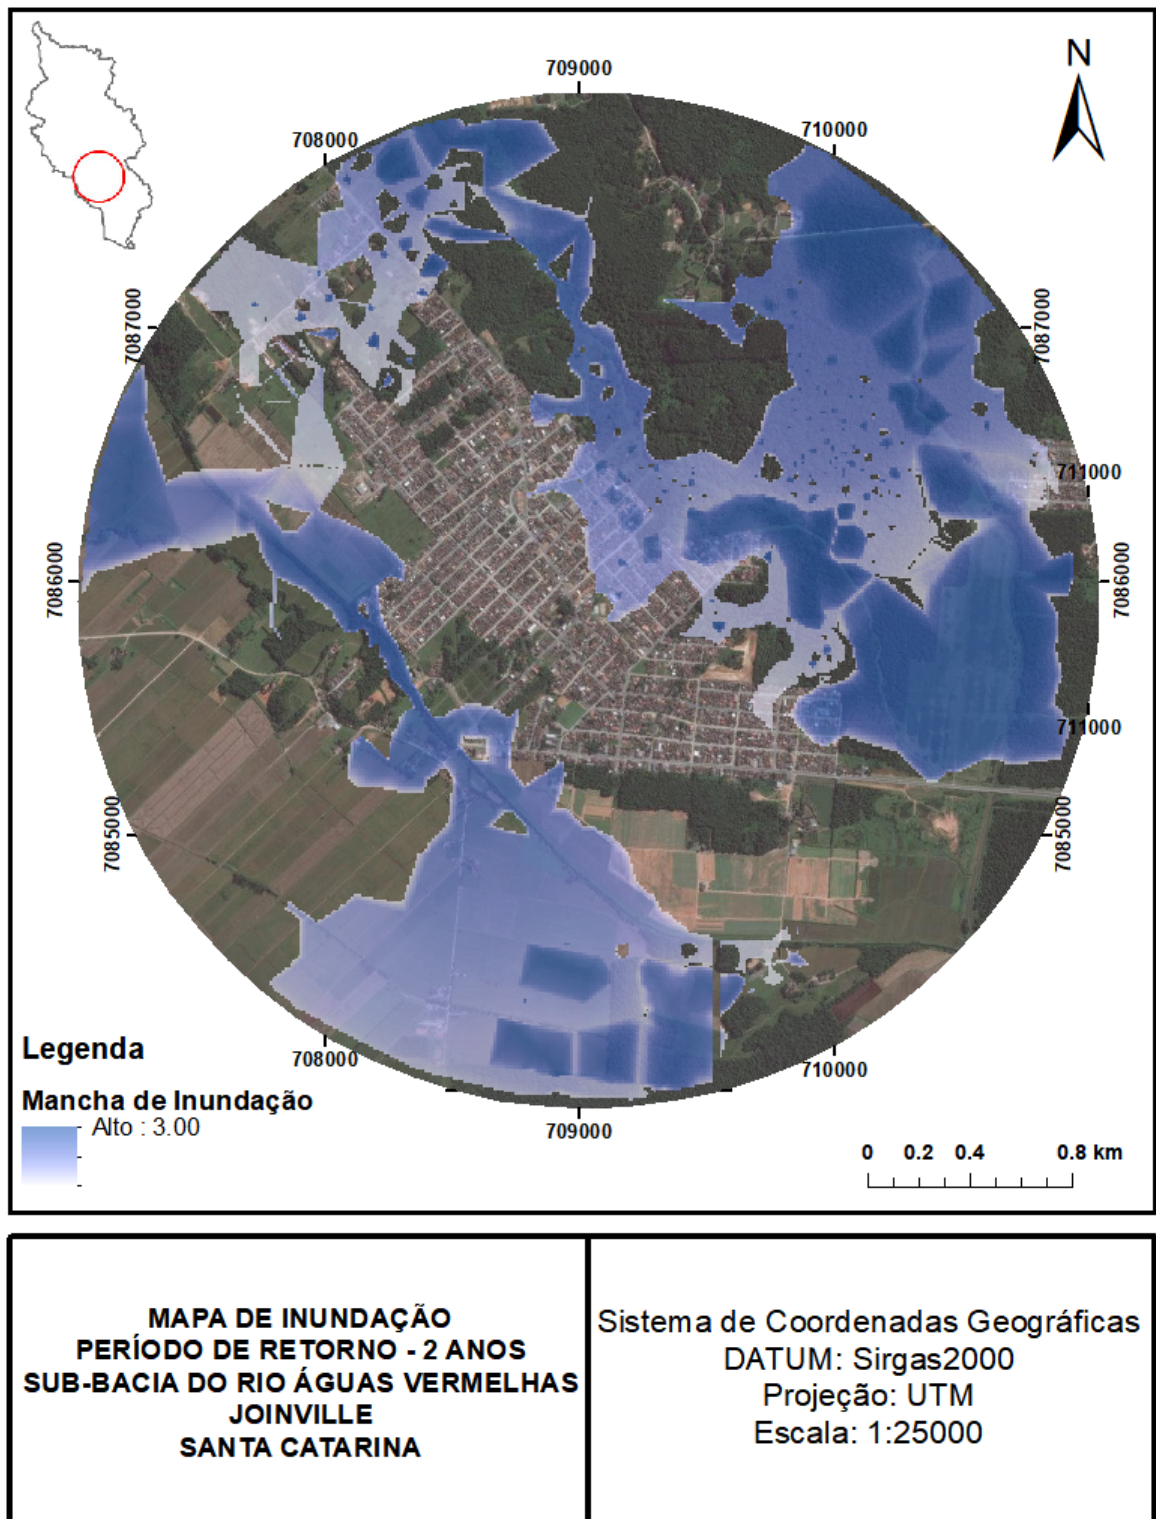 N
709000
708000
710000
7087000
7087000
711000
7086000
7086000
711000
7085000
7085000
708000
710000
709000
Legenda
Mancha de Inundação
Alto : 3.00
0 0.2 0.4 0.8 km
MAPA DE INUNDAÇÃO
PERÍODO DE RETORNO - 2 ANOS
SUB-BACIA DO RIO ÁGUAS VERMELHAS
JOINVILLE
SANTA CATARINA
Sistema de Coordenadas Geográficas
DATUM: Sirgas2000
Projeção: UTM
Escala: 1:25000